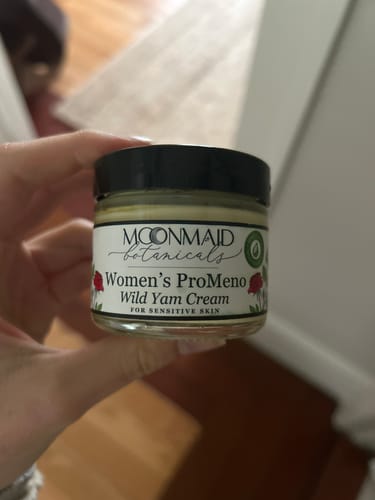 MOONMAID
botanicals
Women's ProMeno
Wild Yam Cream
FOR SENSITIVE SKIN